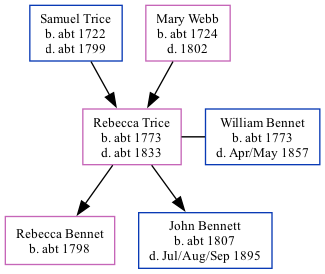 Samuel Trice
b. abt 1722
d. abt 1799
Mary Webb
b. abt 1724
d. 1802
Rebecca Trice
b. abt 1773
d. abt 1833
William Bennet
b. abt 1773
d. Apr/May 1857
Rebecca Bennet
b. abt 1798
John Bennett
b. abt 1807
d. Jul/Aug/Sep 1895